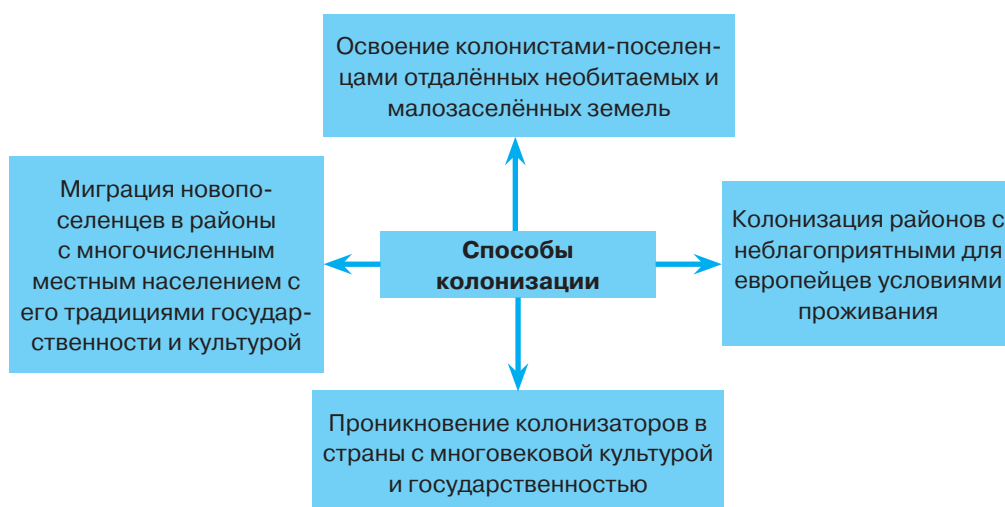 Освоение колонистами-поселен-
цами отдалённых необитаемых и
малозаселённых земель
Миграция новопо-
селенцев в районы
с многочисленным
местным населением с
его традициями государ-
ственности и культурой
Способы
колонизации
Колонизация районов с
неблагоприятными для
европейцев условиями
проживания
Проникновение колонизаторов в
страны с многовековой культурой
и государственностью